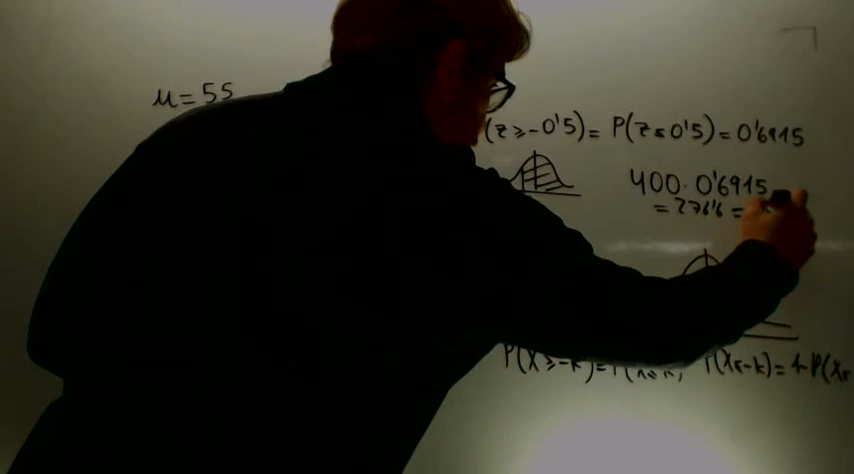 μ=55
(z≥-0'5)= P(z≤0'5)=0'6915
400·0'6915
=276'6=
P(X≥-k)=P(X≤k) P(X≤-k)=1-P(X≤